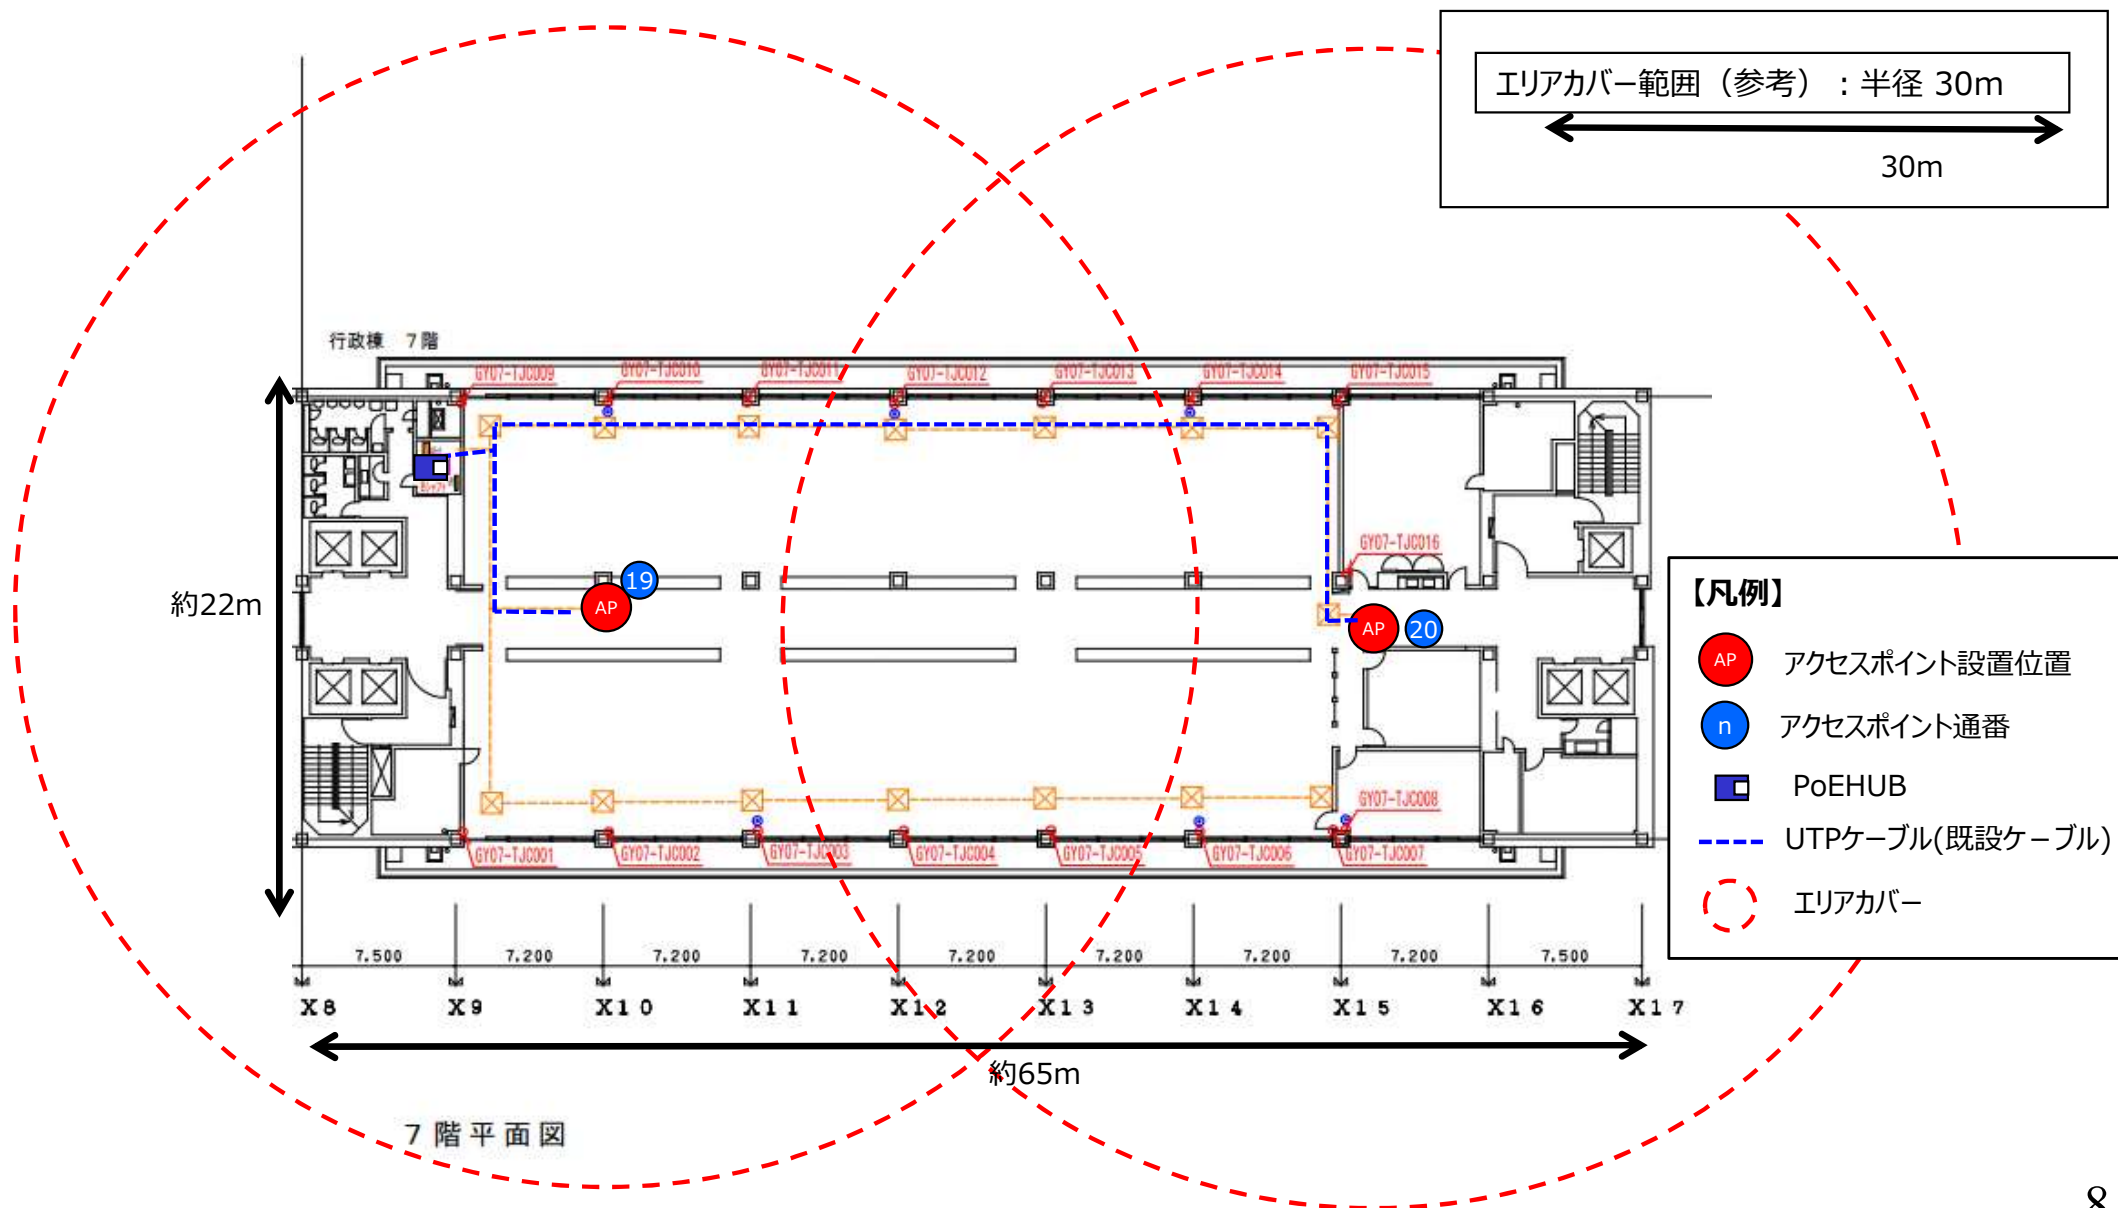 エリアカバー範囲（参考）：半径 30m
30m
行政棟 7階
GY07-TJC009
GY07-TJC010
GY07-TJC011
GY07-TJC012
GY07-TJC013
GY07-TJC014
GY07-TJC015
GY07-TJC016
約22m
19
AP
AP
20
【凡例】
AP アクセスポイント設置位置
n アクセスポイント通番
PoEHUB
UTPケーブル(既設ケーブル)
エリアカバー
GY07-TJC008
GY07-TJC001
GY07-TJC002
GY07-TJC003
GY07-TJC004
GY07-TJC005
GY07-TJC006
GY07-TJC007
7.500 7.200 7.200 7.200 7.200 7.200 7.200 7.200 7.500
X8 X9 X10 X11 X12 X13 X14 X15 X16 X17
約65m
7階平面図
8